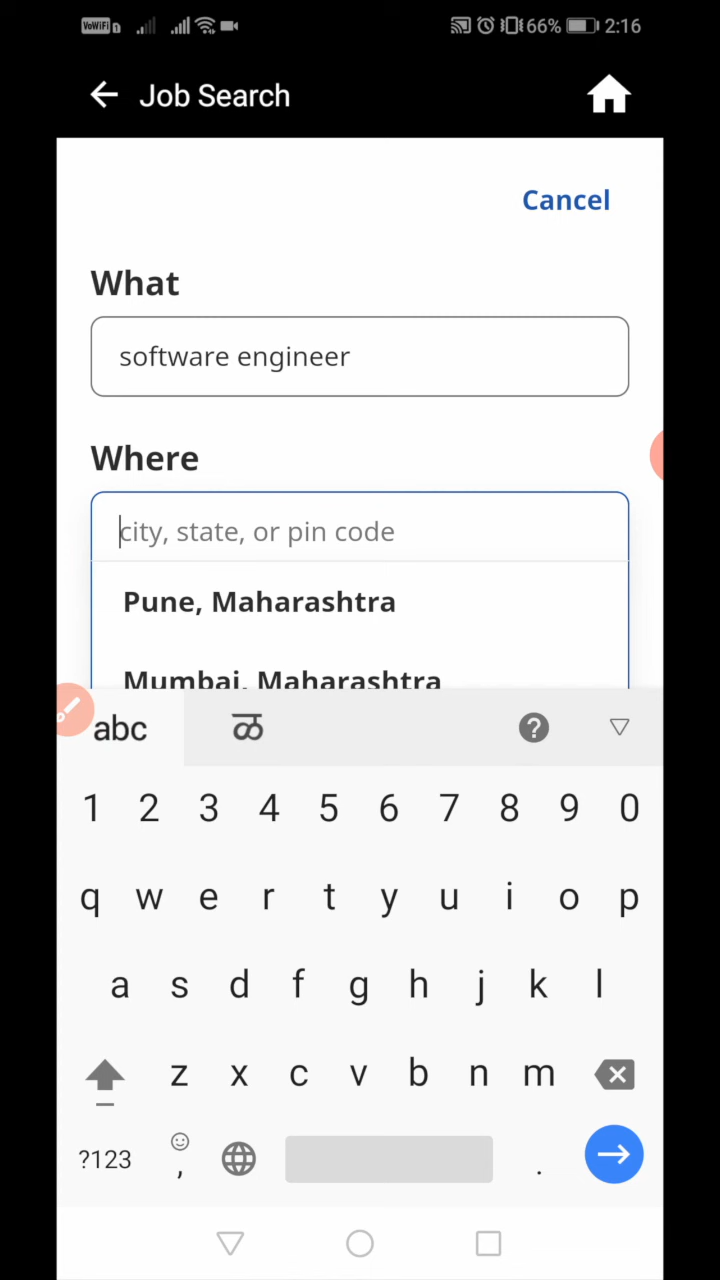 VoWiFi 66% 2:16
Job Search
Cancel
What
software engineer
Where
city, state, or pin code
Pune, Maharashtra
Mumbai, Maharashtra
abc ळ ?
1 2 3 4 5 6 7 8 9 0
q w e r t y u i o p
a s d f g h j k l
z x c v b n m
?123 , .